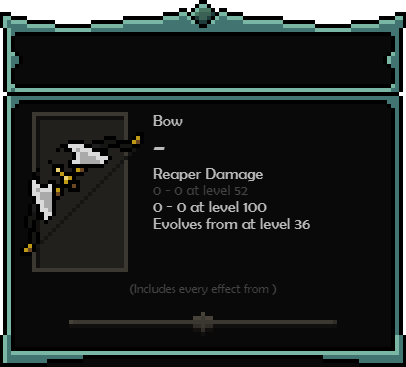 Bow
–
Reaper Damage
0 - 0 at level 52
0 - 0 at level 100
Evolves from at level 36
(Includes every effect from )